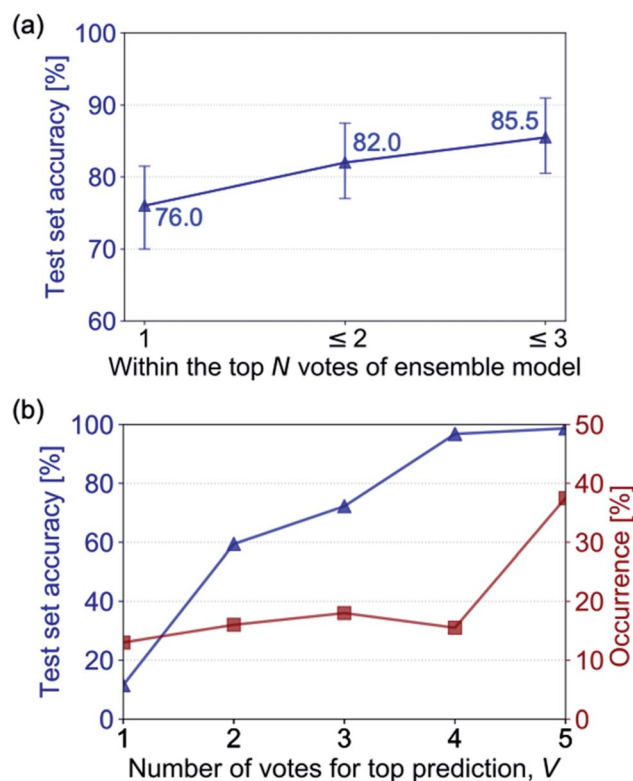 (a)
Test set accuracy [%]
100
90
80
70
60
76.0
82.0
85.5
1
≤ 2
≤ 3
Within the top N votes of ensemble model
(b)
Test set accuracy [%]
100
80
60
40
20
0
Occurrence [%]
50
40
30
20
10
0
1 2 3 4 5
Number of votes for top prediction, V